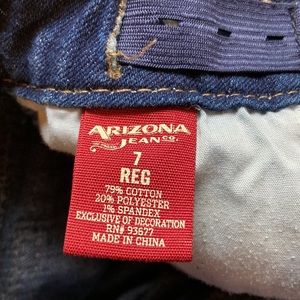 ARIZONA
JEAN CO.
7
REG
79% COTTON
20% POLYESTER
1% SPANDEX
EXCLUSIVE OF DECORATION
RN# 93677
MADE IN CHINA